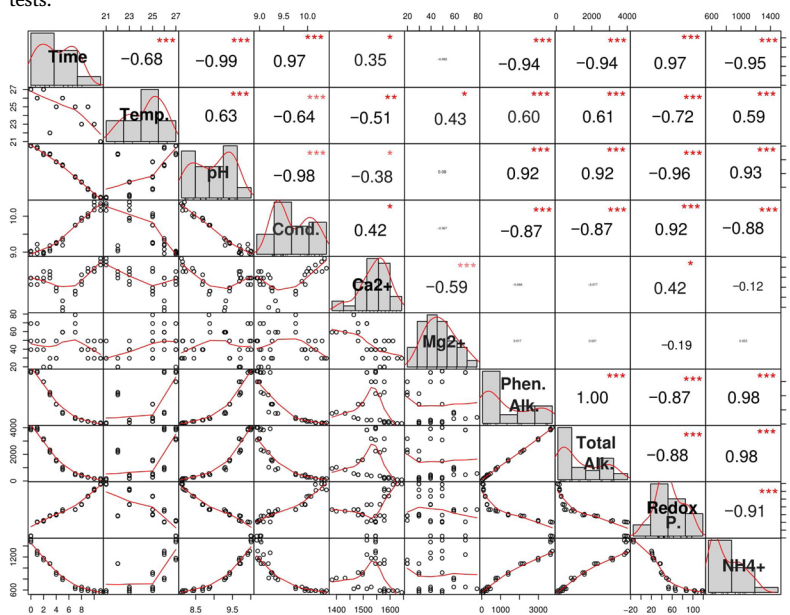 tests.
21 23 25 27 9.0 9.5 10.0 20 40 60 80 0 2000 4000 600 1000 1400
Time −0.68 *** −0.99 *** 0.97 *** 0.35 * −0.94 *** −0.94 *** 0.97 *** −0.95 ***
27 25 23 21 Temp. 0.63 *** −0.64 *** −0.51 ** 0.43 * 0.60 *** 0.61 *** −0.72 *** 0.59 ***
pH −0.98 *** −0.38 * 0.92 *** 0.92 *** −0.96 *** 0.93 ***
10.0 9.0 Cond. 0.42 * −0.87 *** −0.87 *** 0.92 *** −0.88 ***
Ca2+ −0.59 *** 0.42 * −0.12
80 60 40 20 Mg2+ −0.19
Phen. Alk. 1.00 *** −0.87 *** 0.98 ***
4000 2000 0 Total Alk. −0.88 *** 0.98 ***
Redox P. −0.91 ***
1200 600 NH4+
0 2 4 6 8 8.5 9.5 1400 1500 1600 0 1000 3000 −20 20 60 100